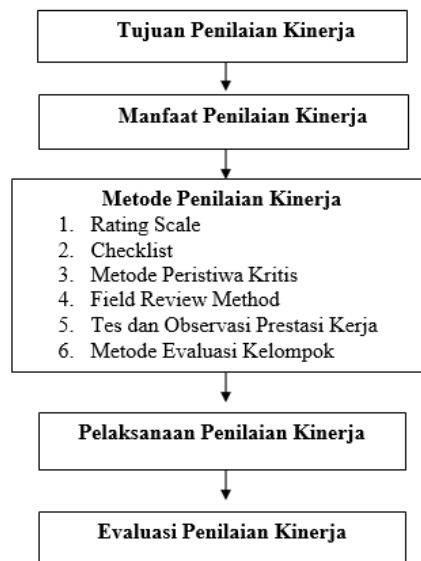 Tujuan Penilaian Kinerja
Manfaat Penilaian Kinerja
Metode Penilaian Kinerja
1. Rating Scale
2. Checklist
3. Metode Peristiwa Kritis
4. Field Review Method
5. Tes dan Observasi Prestasi Kerja
6. Metode Evaluasi Kelompok
Pelaksanaan Penilaian Kinerja
Evaluasi Penilaian Kinerja